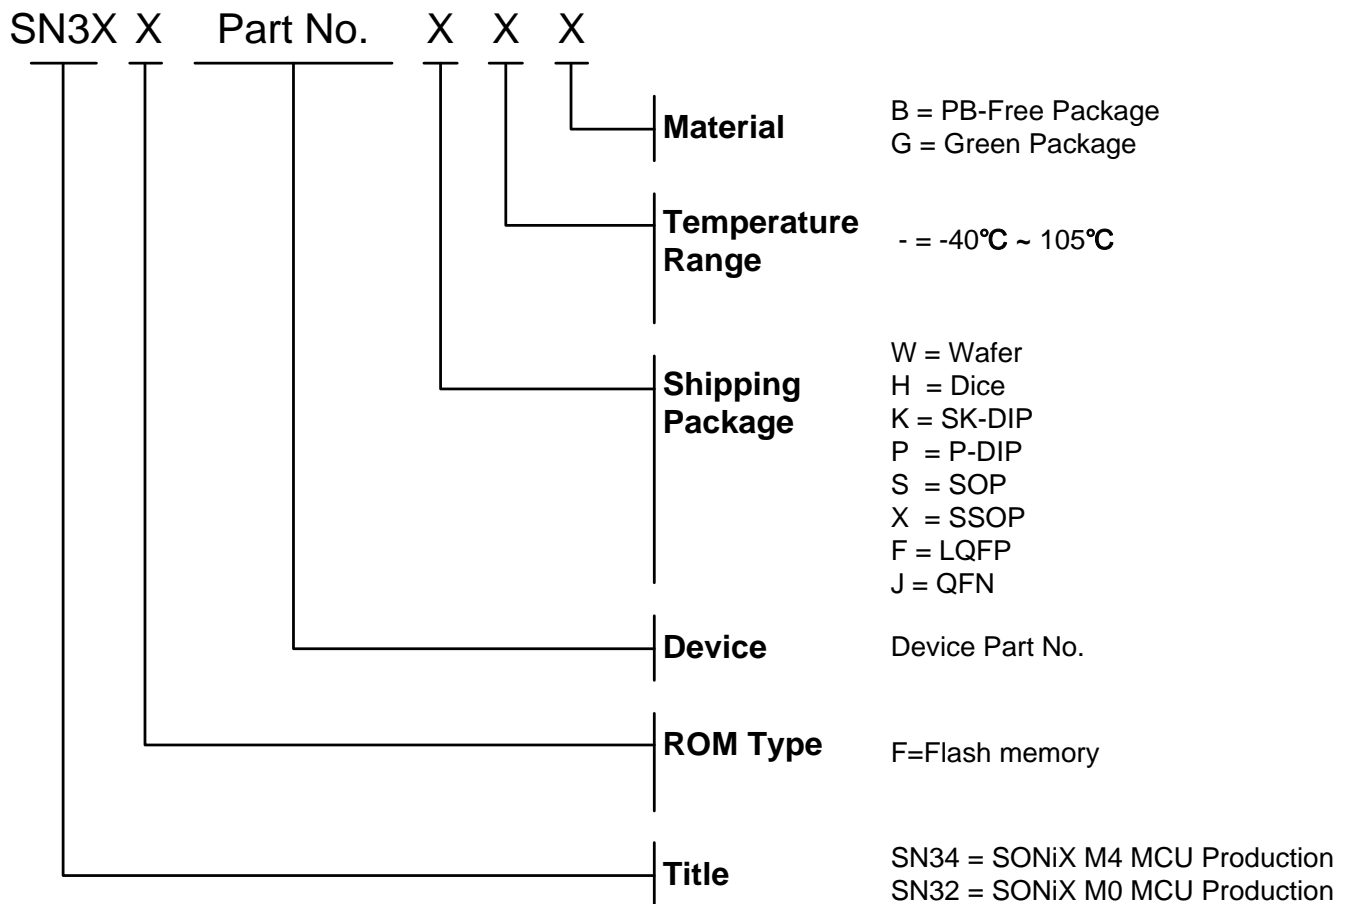 SN3X X Part No. X X X
Material
B = PB-Free Package
G = Green Package
Temperature
Range
- = -40℃ ~ 105℃
Shipping
Package
W = Wafer
H = Dice
K = SK-DIP
P = P-DIP
S = SOP
X = SSOP
F = LQFP
J = QFN
Device
Device Part No.
ROM Type
F=Flash memory
Title
SN34 = SONiX M4 MCU Production
SN32 = SONiX M0 MCU Production